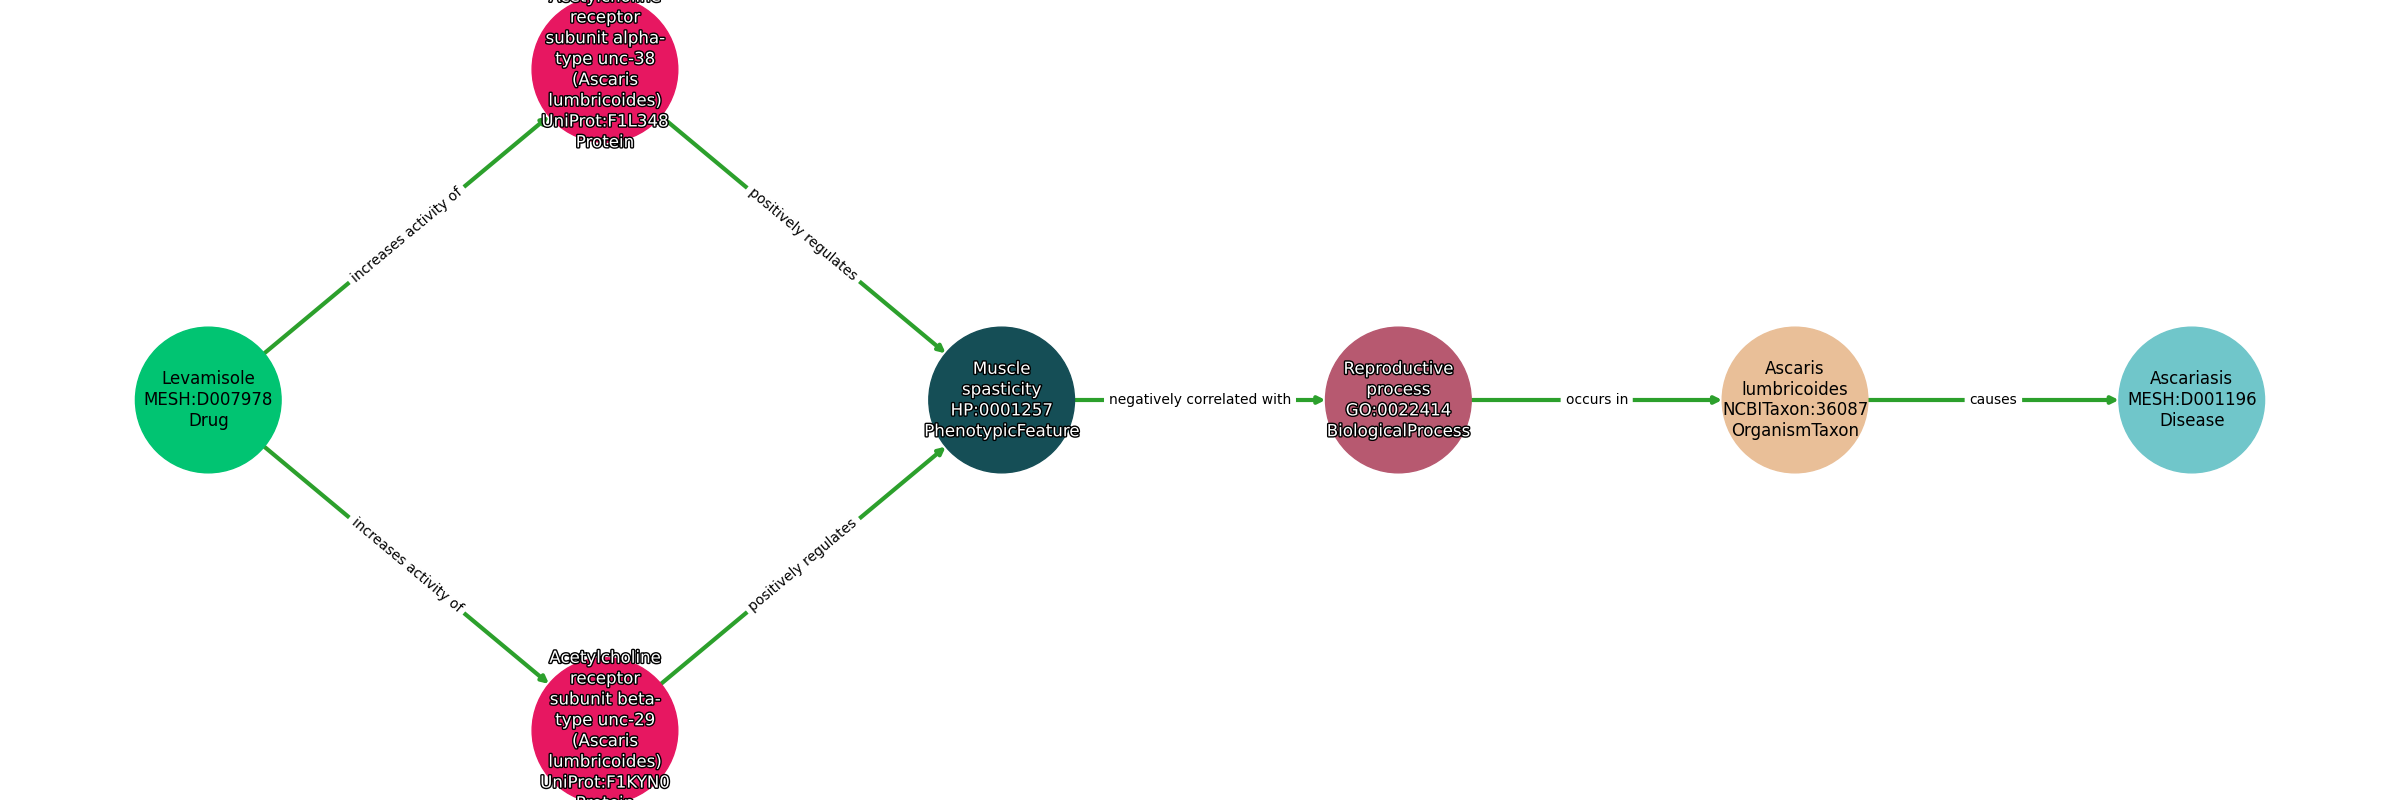 Acetylcholine
receptor
subunit alpha-
type unc-38
(Ascaris
lumbricoides)
UniProt:F1L348
Protein
increases activity of
positively regulates
Levamisole
MESH:D007978
Drug
Muscle
spasticity
HP:0001257
PhenotypicFeature
negatively correlated with
Reproductive
process
GO:0022414
BiologicalProcess
occurs in
Ascaris
lumbricoides
NCBITaxon:36087
OrganismTaxon
causes
Ascariasis
MESH:D001196
Disease
increases activity of
positively regulates
Acetylcholine
receptor
subunit beta-
type unc-29
(Ascaris
lumbricoides)
UniProt:F1KYN0
Protein